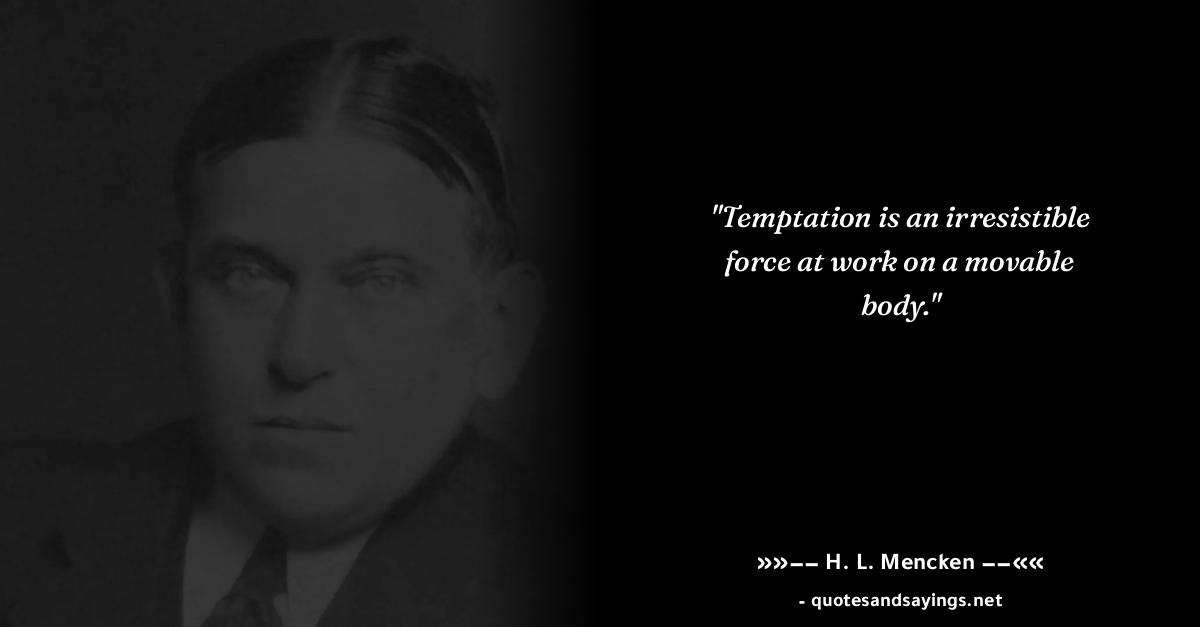 "Temptation is an irresistible
force at work on a movable
body."
»»−− H. L. Mencken −−««
- quotesandsayings.net